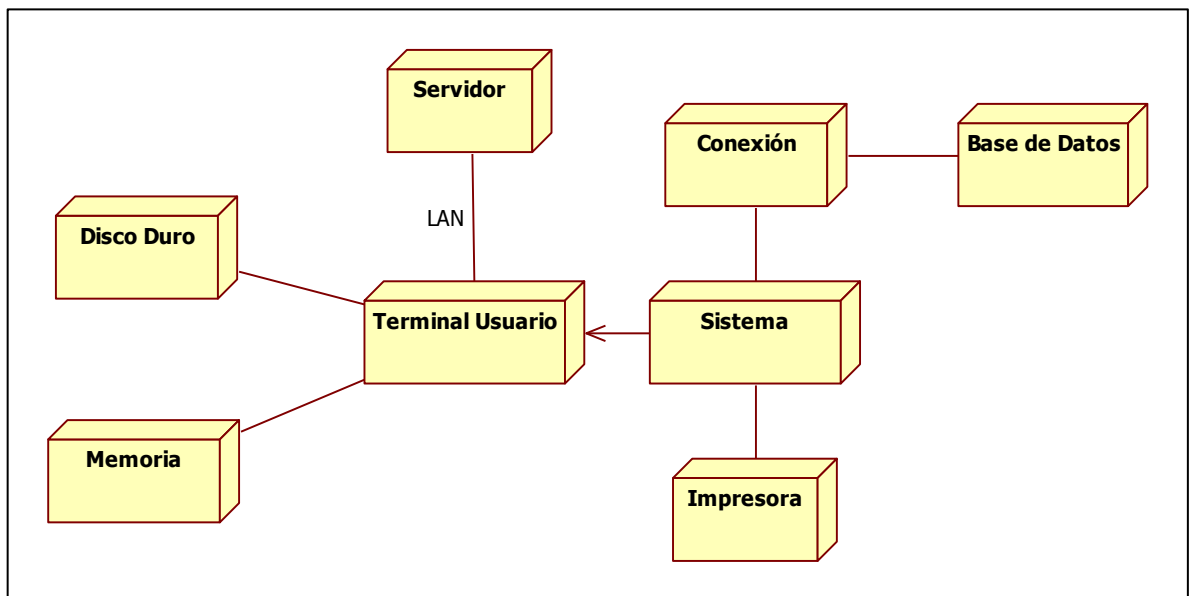 Servidor
Conexión
Base de Datos
LAN
Disco Duro
Terminal Usuario
Sistema
Memoria
Impresora